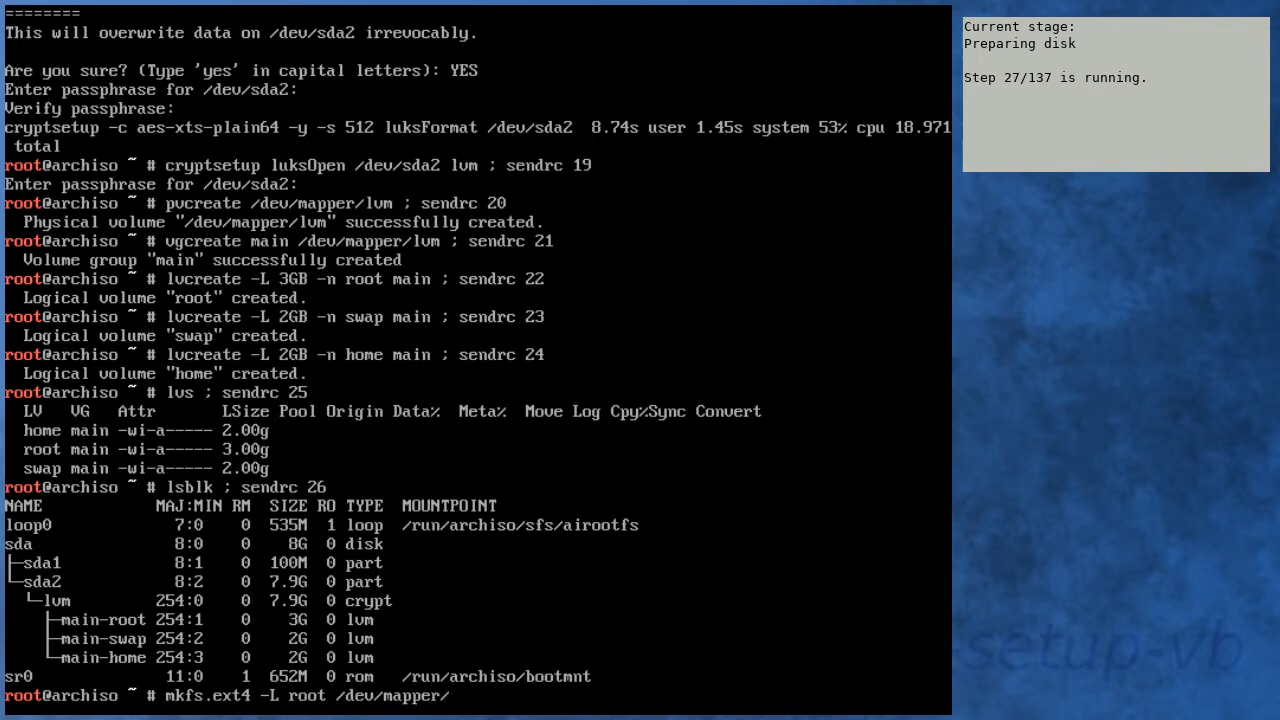 ========
This will overwrite data on /dev/sda2 irrevocably.
Are you sure? (Type 'yes' in capital letters): YES
Enter passphrase for /dev/sda2:
Verify passphrase:
cryptsetup -c aes-xts-plain64 -y -s 512 luksFormat /dev/sda2  8.74s user 1.45s system 53% cpu 18.971
 total
root@archiso ~ # cryptsetup luksOpen /dev/sda2 lvm ; sendrc 19
Enter passphrase for /dev/sda2:
root@archiso ~ # pvcreate /dev/mapper/lvm ; sendrc 20
  Physical volume "/dev/mapper/lvm" successfully created.
root@archiso ~ # vgcreate main /dev/mapper/lvm ; sendrc 21
  Volume group "main" successfully created
root@archiso ~ # lvcreate -L 3GB -n root main ; sendrc 22
  Logical volume "root" created.
root@archiso ~ # lvcreate -L 2GB -n swap main ; sendrc 23
  Logical volume "swap" created.
root@archiso ~ # lvcreate -L 2GB -n home main ; sendrc 24
  Logical volume "home" created.
root@archiso ~ # lvs ; sendrc 25
  LV   VG   Attr       LSize Pool Origin Data%  Meta%  Move Log Cpy%Sync Convert
  home main -wi-a----- 2.00g
  root main -wi-a----- 3.00g
  swap main -wi-a----- 2.00g
root@archiso ~ # lsblk ; sendrc 26
NAME            MAJ:MIN RM  SIZE RO TYPE  MOUNTPOINT
loop0             7:0    0  535M  1 loop  /run/archiso/sfs/airootfs
sda               8:0    0    8G  0 disk
├─sda1            8:1    0  100M  0 part
└─sda2            8:2    0  7.9G  0 part
  └─lvm         254:0    0  7.9G  0 crypt
    ├─main-root 254:1    0    3G  0 lvm
    ├─main-swap 254:2    0    2G  0 lvm
    └─main-home 254:3    0    2G  0 lvm
sr0              11:0    1  652M  0 rom   /run/archiso/bootmnt
root@archiso ~ # mkfs.ext4 -L root /dev/mapper/
Current stage:
Preparing disk
Step 27/137 is running.
setup-vb